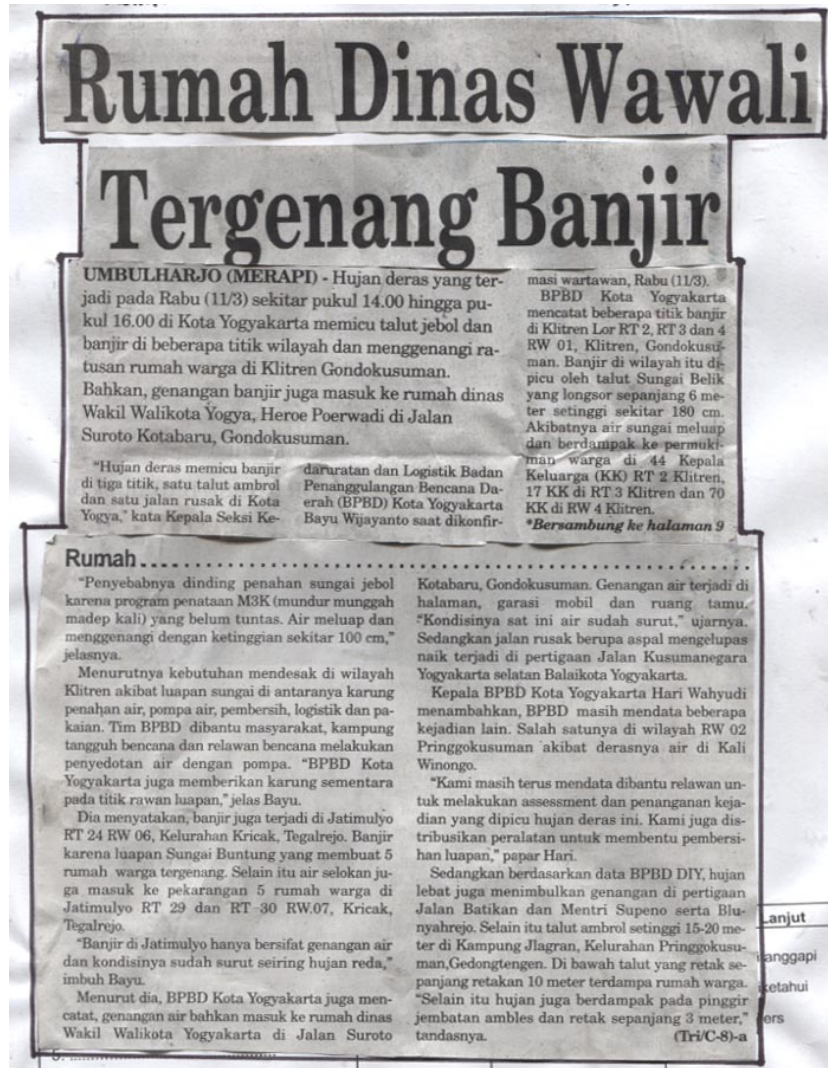 Rumah Dinas Wawali
Tergenang Banjir
UMBULHARJO (MERAPI) - Hujan deras yang ter-
jadi pada Rabu (11/3) sekitar pukul 14.00 hingga pu-
kul 16.00 di Kota Yogyakarta memicu talut jebol dan
banjir di beberapa titik wilayah dan menggenangi ra-
tusan rumah warga di Klitren Gondokusuman.
Bahkan, genangan banjir juga masuk ke rumah dinas
Wakil Walikota Yogya, Heroe Poerwadi di Jalan
Suroto Kotabaru, Gondokusuman.
"Hujan deras memicu banjir
di tiga titik, satu talut ambrol
dan satu jalan rusak di Kota
Yogya," kata Kepala Seksi Ke-
daruratan dan Logistik Badan
Penanggulangan Bencana Da-
erah (BPBD) Kota Yogyakarta
Bayu Wijayanto saat dikonfir-
masi wartawan, Rabu (11/3).
BPBD Kota Yogyakarta
mencatat beberapa titik banjir
di Klitren Lor RT 2, RT 3 dan 4
RW 01, Klitren, Gondokusu-
man. Banjir di wilayah itu di-
picu oleh talut Sungai Belik
yang longsor sepanjang 6 me-
ter setinggi sekitar 180 cm.
Akibatnya air sungai meluap
dan berdampak ke permuki-
man warga di 44 Kepala
Keluarga (KK) RT 2 Klitren,
17 KK di RT 3 Klitren dan 70
KK di RW 4 Klitren.
*Bersambung ke halaman 9
Rumah
"Penyebabnya dinding penahan sungai jebol
karena program penataan M3K (mundur munggah
madep kali) yang belum tuntas. Air meluap dan
menggenangi dengan ketinggian sekitar 100 cm,"
jelasnya.
Menurutnya kebutuhan mendesak di wilayah
Klitren akibat luapan sungai di antaranya karung
penahan air, pompa air, pembersih, logistik dan pa-
kaian. Tim BPBD dibantu masyarakat, kampung
tangguh bencana dan relawan bencana melakukan
penyedotan air dengan pompa. "BPBD Kota
Yogyakarta juga memberikan karung sementara
pada titik rawan luapan," jelas Bayu.
Dia menyatakan, banjir juga terjadi di Jatimulyo
RT 24 RW 06, Kelurahan Kricak, Tegalrejo. Banjir
karena luapan Sungai Buntung yang membuat 5
rumah warga tergenang. Selain itu air selokan ju-
ga masuk ke pekarangan 5 rumah warga di
Jatimulyo RT 29 dan RT 30 RW.07, Kricak,
Tegalrejo.
"Banjir di Jatimulyo hanya bersifat genangan air
dan kondisinya sudah surut seiring hujan reda,"
imbuh Bayu.
Menurut dia, BPBD Kota Yogyakarta juga men-
catat, genangan air bahkan masuk ke rumah dinas
Wakil Walikota Yogyakarta di Jalan Suroto
Kotabaru, Gondokusuman. Genangan air terjadi di
halaman, garasi mobil dan ruang tamu.
"Kondisinya sat ini air sudah surut," ujarnya.
Sedangkan jalan rusak berupa aspal mengelupas
naik terjadi di pertigaan Jalan Kusumanegara
Yogyakarta selatan Balaikota Yogyakarta.
Kepala BPBD Kota Yogyakarta Hari Wahyudi
menambahkan, BPBD masih mendata beberapa
kejadian lain. Salah satunya di wilayah RW 02
Pringgokusuman akibat derasnya air di Kali
Winongo.
"Kami masih terus mendata dibantu relawan un-
tuk melakukan assessment dan penanganan keja-
dian yang dipicu hujan deras ini. Kami juga dis-
tribusikan peralatan untuk membentu pembersi-
han luapan," papar Hari.
Sedangkan berdasarkan data BPBD DIY, hujan
lebat juga menimbulkan genangan di pertigaan
Jalan Batikan dan Mentri Supeno serta Blu-
nyahrejo. Selain itu talut ambrol setinggi 15-20 me-
ter di Kampung Jlagran, Kelurahan Pringgokusu-
man,Gedongtengen. Di bawah talut yang retak se-
panjang retakan 10 meter terdampa rumah warga.
"Selain itu hujan juga berdampak pada pinggir
jembatan ambles dan retak sepanjang 3 meter,"
tandasnya. (Tri/C-8)-a
Lanjut
anggapi
ketahui
ers